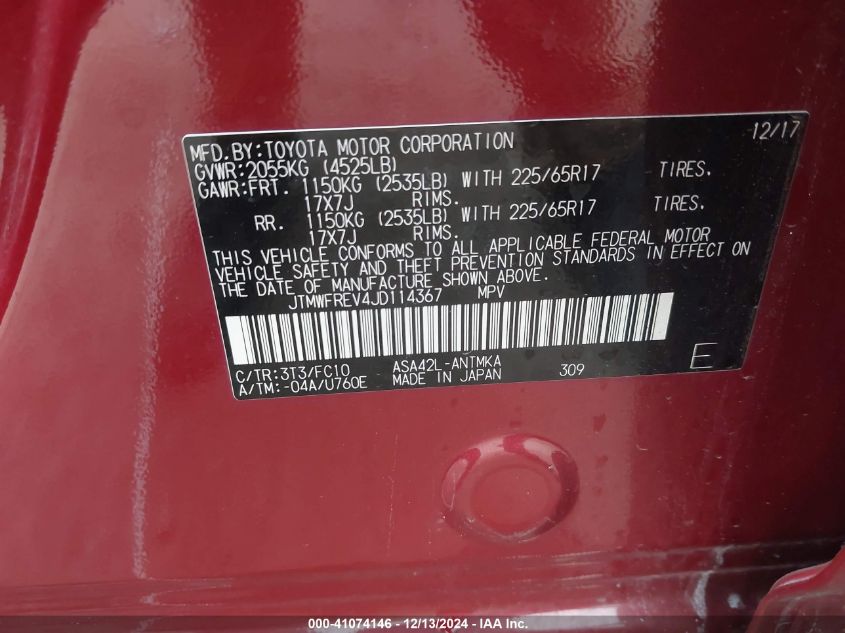 MFD.BY:TOYOTA MOTOR CORPORATION 12/17
GVWR:2055KG (4525LB)
GAWR:FRT. 1150KG (2535LB) WITH 225/65R17 TIRES.
17X7J RIMS.
RR. 1150KG (2535LB) WITH 225/65R17 TIRES.
17X7J RIMS.
THIS VEHICLE CONFORMS TO ALL APPLICABLE FEDERAL MOTOR
VEHICLE SAFETY AND THEFT PREVENTION STANDARDS IN EFFECT ON
THE DATE OF MANUFACTURE SHOWN ABOVE.
JTMWFREV4JD114367 MPV
C/TR:3T3/FC10 ASA42L-ANTMKA 309 E
A/TM:-04A/U760E MADE IN JAPAN
000-41074146 - 12/13/2024 - IAA Inc.